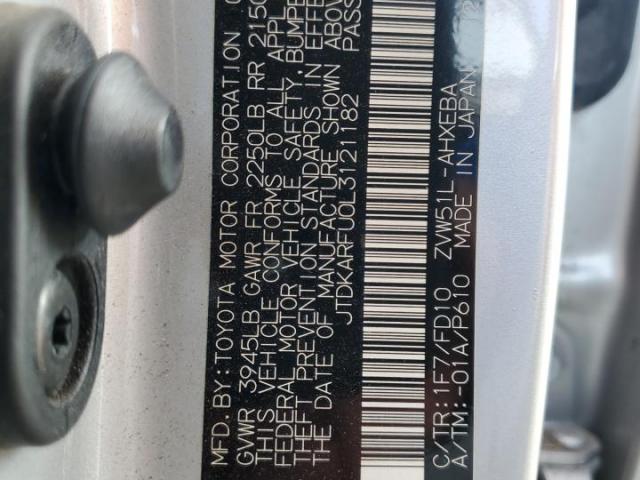 MFD. BY: TOYOTA MOTOR CORPORATION
GVWR 3945LB GAWR FR 2250LB RR 2150
THIS VEHICLE CONFORMS TO ALL APPL
FEDERAL MOTOR VEHICLE SAFETY, BUMPE
THEFT PREVENTION STANDARDS IN EFFE
THE DATE OF MANUFACTURE SHOWN ABOV
JTDKARFU0L3121182 PASS
C/TR: 1F7/FD10 ZVW51L-AHXEBA
A/TM: -01A/P610 MADE IN JAPAN